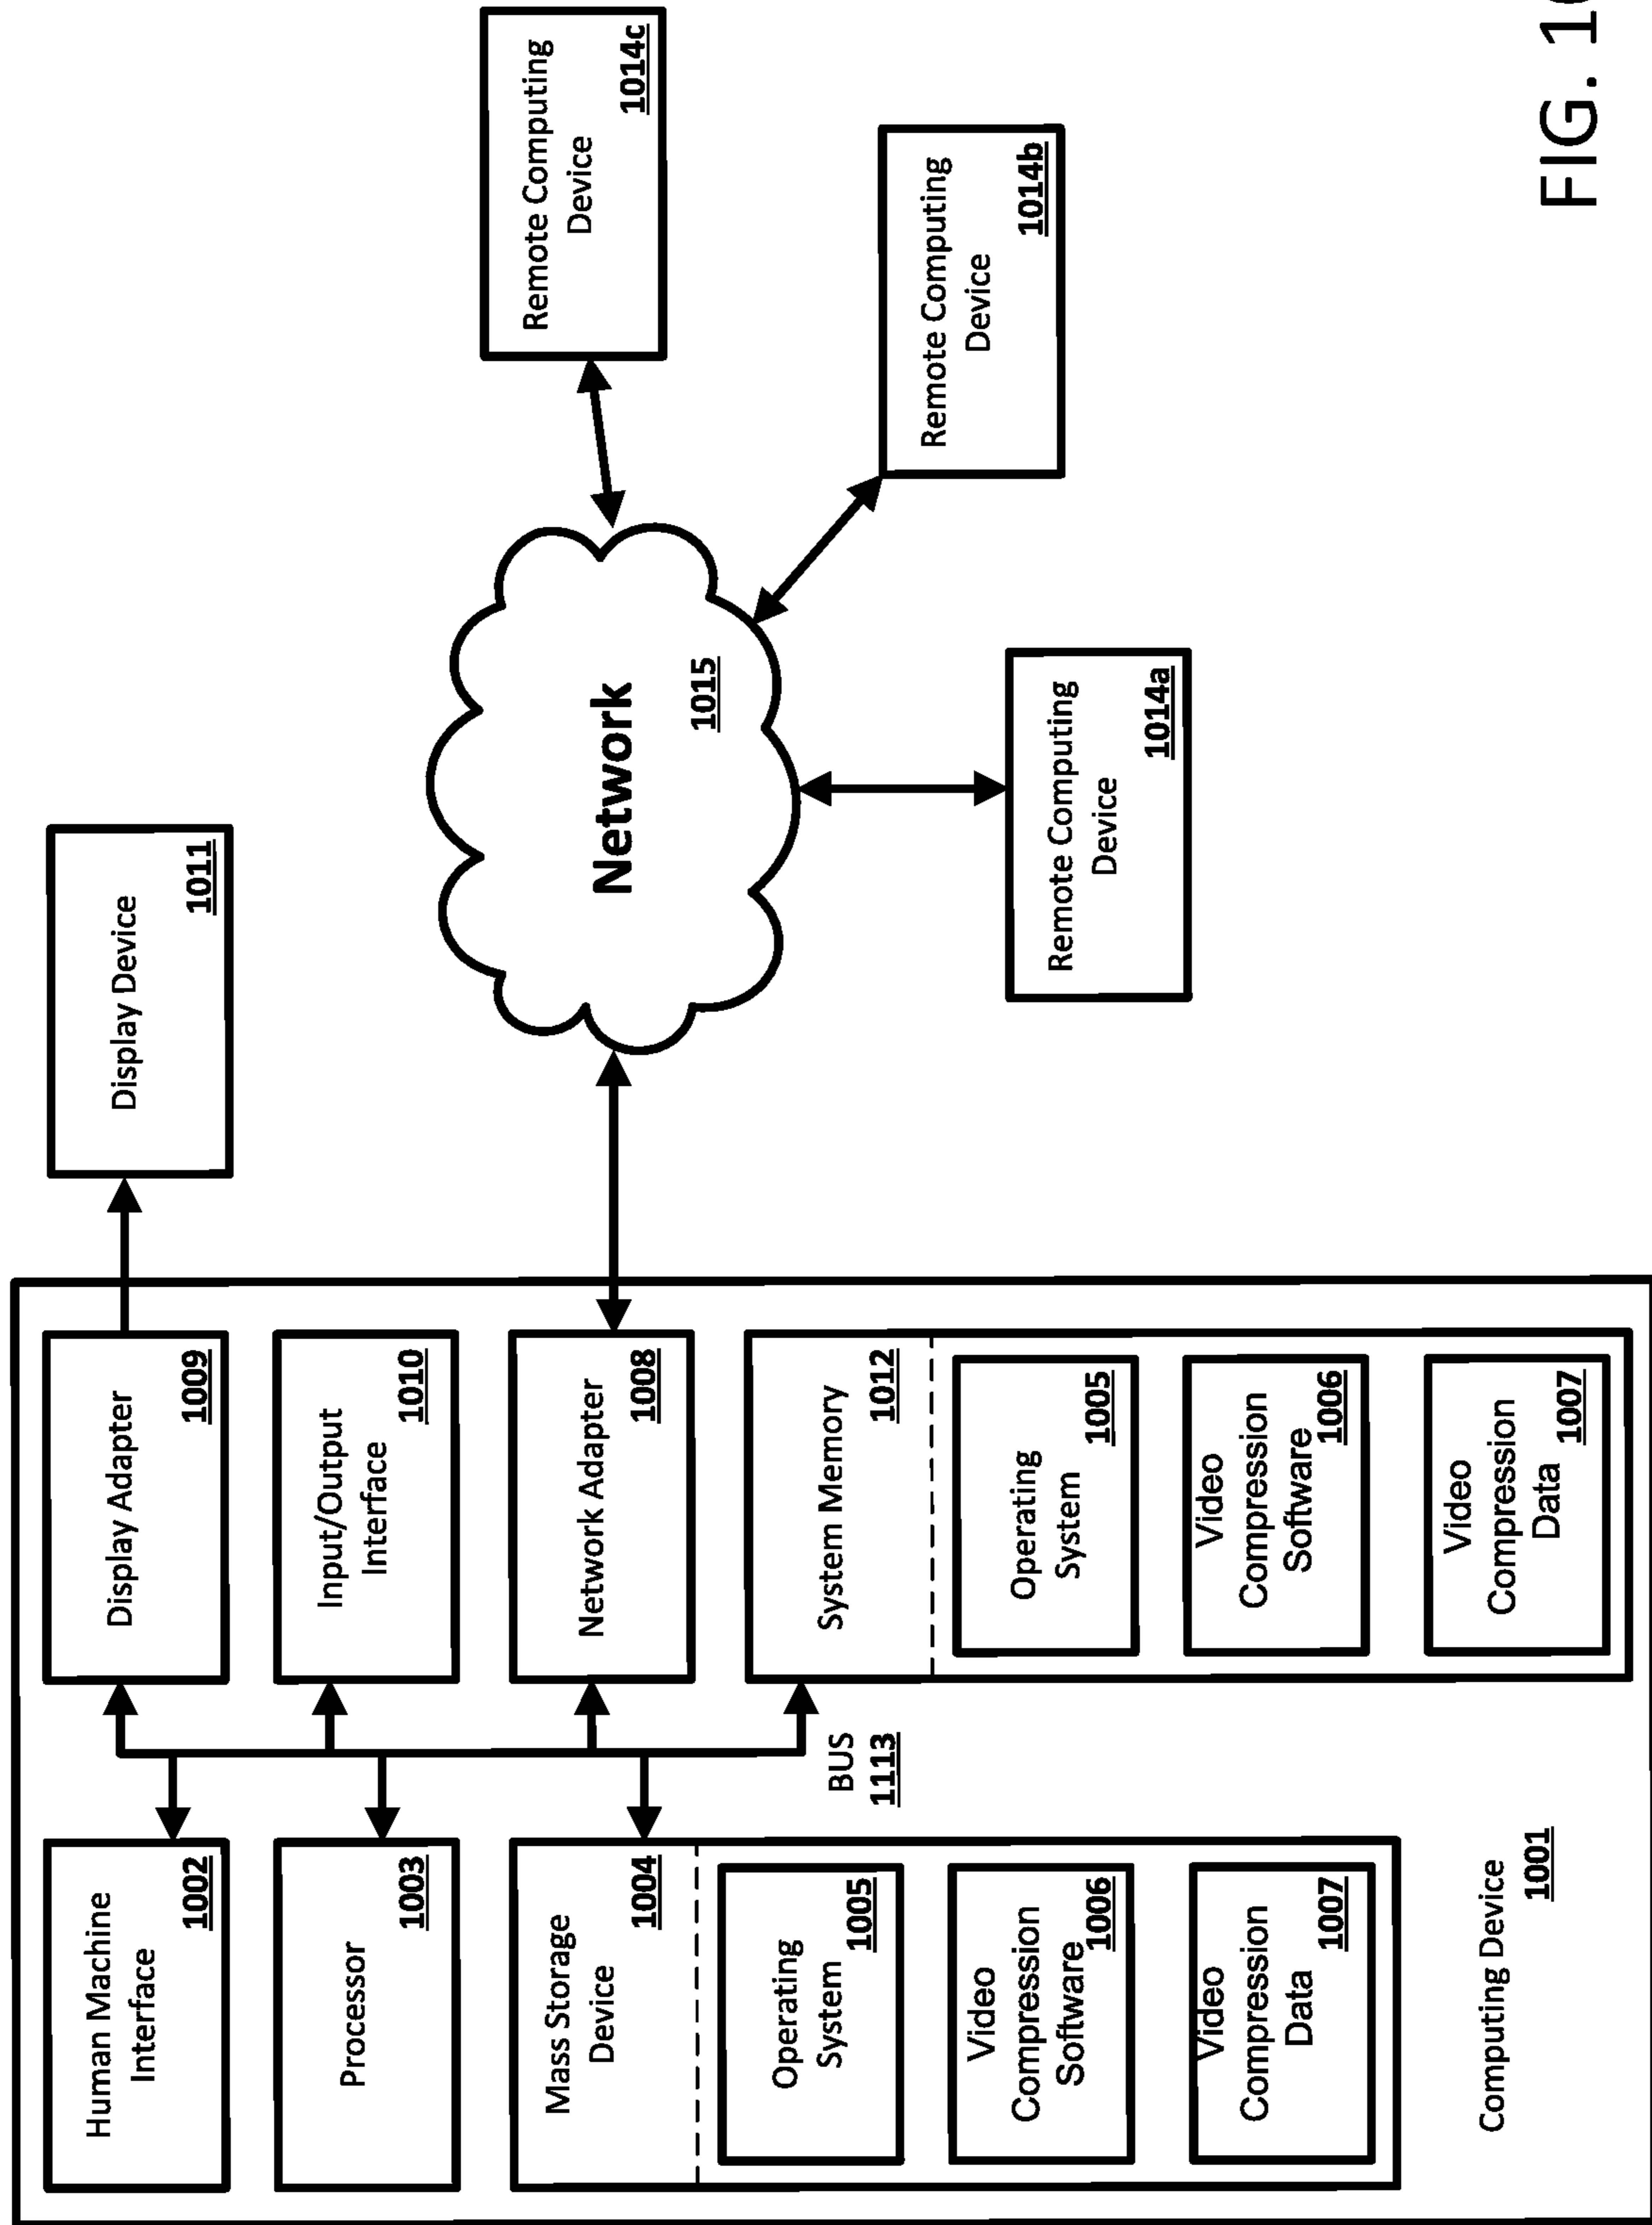 Human Machine
Interface
1002
Processor
1003
Mass Storage
Device
1004
Operating
System
1005
Video
Compression
Software
1006
Video
Compression
Data
1007
Display Adapter
1009
Input/Output
Interface
1010
Network Adapter
1008
System Memory
1012
Operating
System
1005
Video
Compression
Software
1006
Video
Compression
Data
1007
BUS
1113
Computing Device
1001
Display Device
1011
Network
1015
Remote Computing
Device
1014a
Remote Computing
Device
1014b
Remote Computing
Device
1014c
FIG.